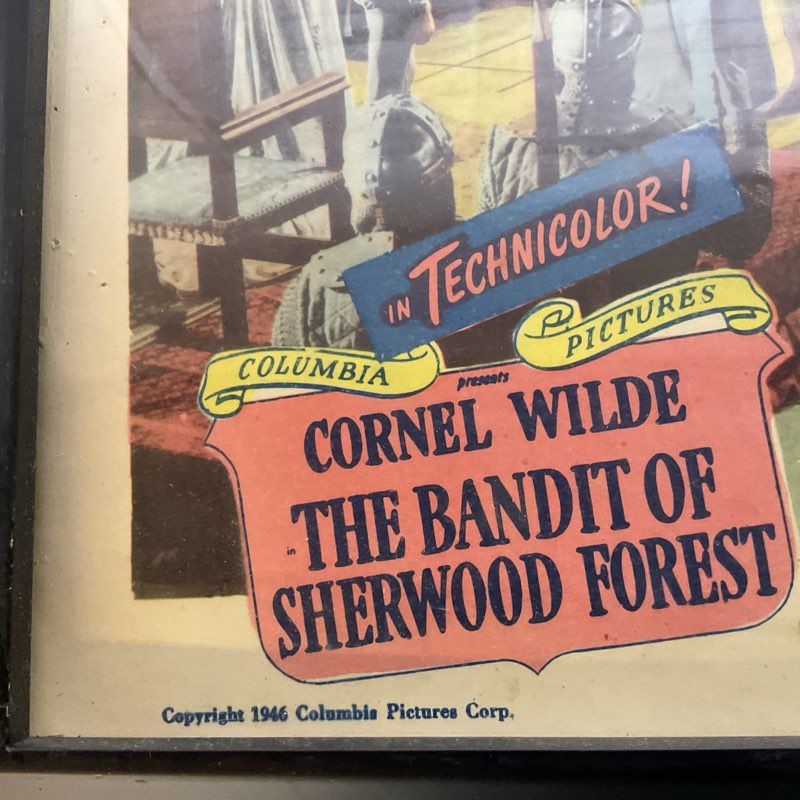 IN TECHNICOLOR!
COLUMBIA PICTURES
presents
CORNEL WILDE
in THE BANDIT OF
SHERWOOD FOREST
Copyright 1946 Columbia Pictures Corp.